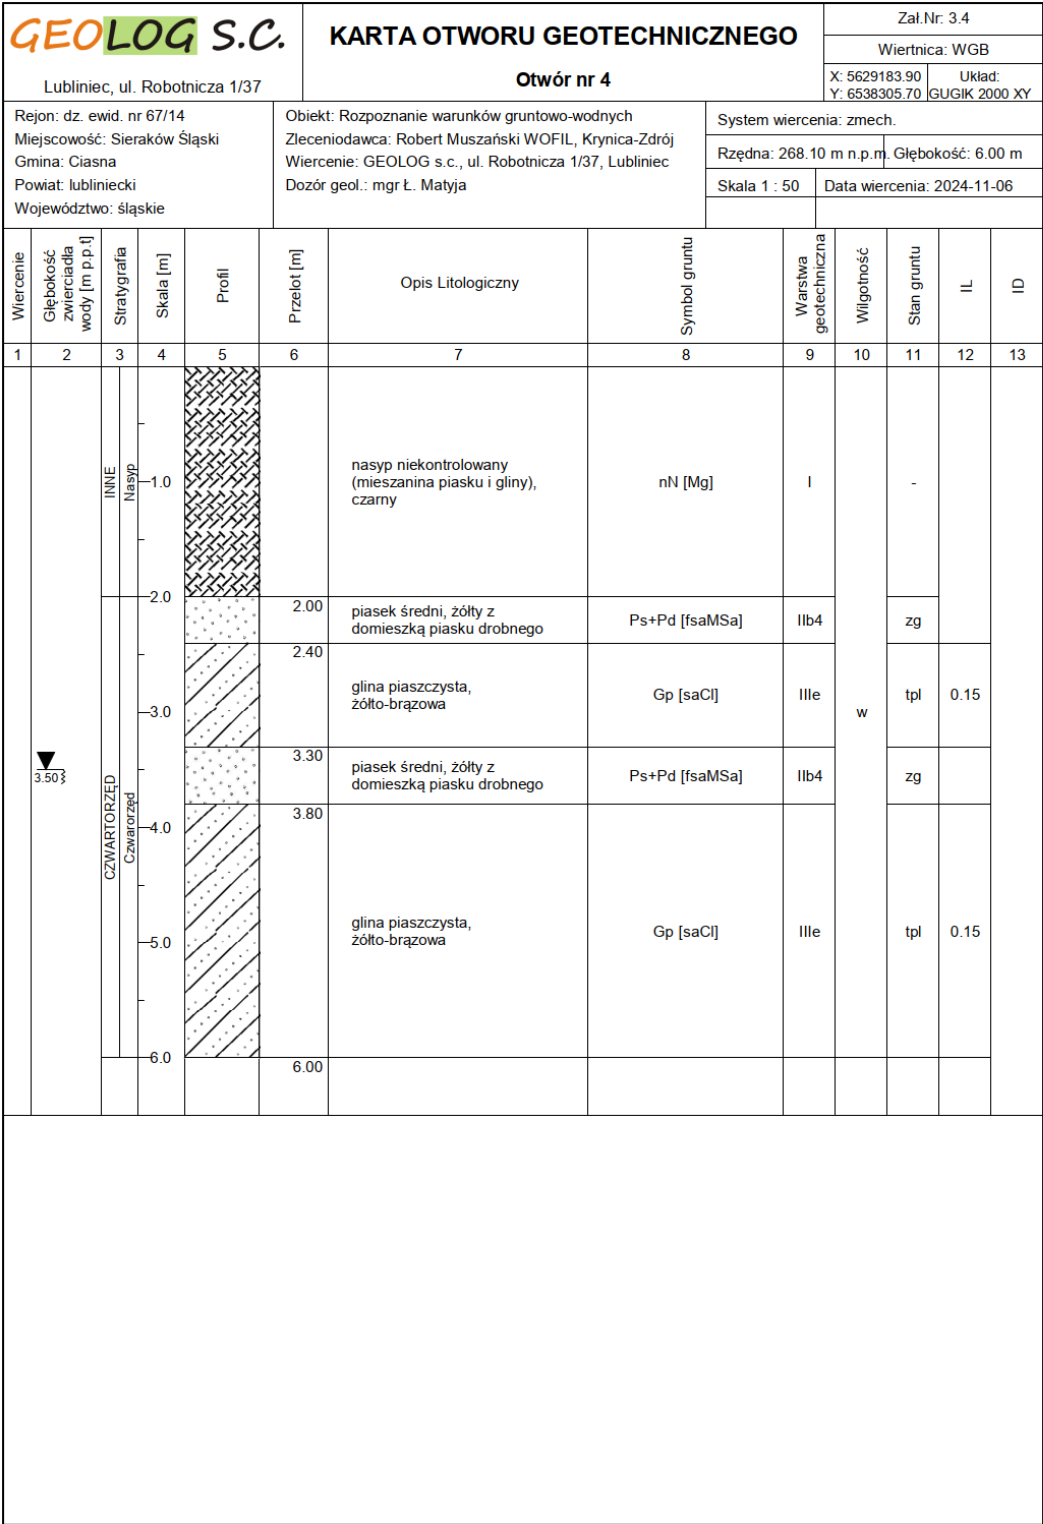 GEOLOG S.C.
Lubliniec, ul. Robotnicza 1/37
KARTA OTWORU GEOTECHNICZNEGO
Otwór nr 4
Zał.Nr: 3.4
Wiertnica: WGB
X: 5629183.90 Układ:
Y: 6538305.70 GUGIK 2000 XY
Rejon: dz. ewid. nr 67/14
Miejscowość: Sieraków Śląski
Gmina: Ciasna
Powiat: lubliniecki
Województwo: śląskie
Obiekt: Rozpoznanie warunków gruntowo-wodnych
Zleceniodawca: Robert Muszański WOFIL, Krynica-Zdrój
Wiercenie: GEOLOG s.c., ul. Robotnicza 1/37, Lubliniec
Dozór geol.: mgr Ł. Matyja
System wiercenia: zmech.
Rzędna: 268.10 m n.p.m. Głębokość: 6.00 m
Skala 1 : 50 Data wiercenia: 2024-11-06
Wiercenie
Głębokość
zwierciadła
wody [m p.p.t]
Stratygrafia
Skala [m]
Profil
Przelot [m]
Opis Litologiczny
Symbol gruntu
Warstwa
geotechniczna
Wilgotność
Stan gruntu
IL
ID
1 2 3 4 5 6 7 8 9 10 11 12 13
INNE
Nasyp
1.0
nasyp niekontrolowany
(mieszanina piasku i gliny),
czarny
nN [Mg] I -
2.0
2.00
piasek średni, żółty z
domieszką piasku drobnego
Ps+Pd [fsaMSa] IIb4 zg
2.40
glina piaszczysta,
żółto-brązowa
Gp [saCl] IIIe tpl 0.15
3.0
w
3.30
3.50
piasek średni, żółty z
domieszką piasku drobnego
Ps+Pd [fsaMSa] IIb4 zg
3.80
CZWARTORZĘD
Czwarorzęd
4.0
glina piaszczysta,
żółto-brązowa
Gp [saCl] IIIe tpl 0.15
5.0
6.0
6.00